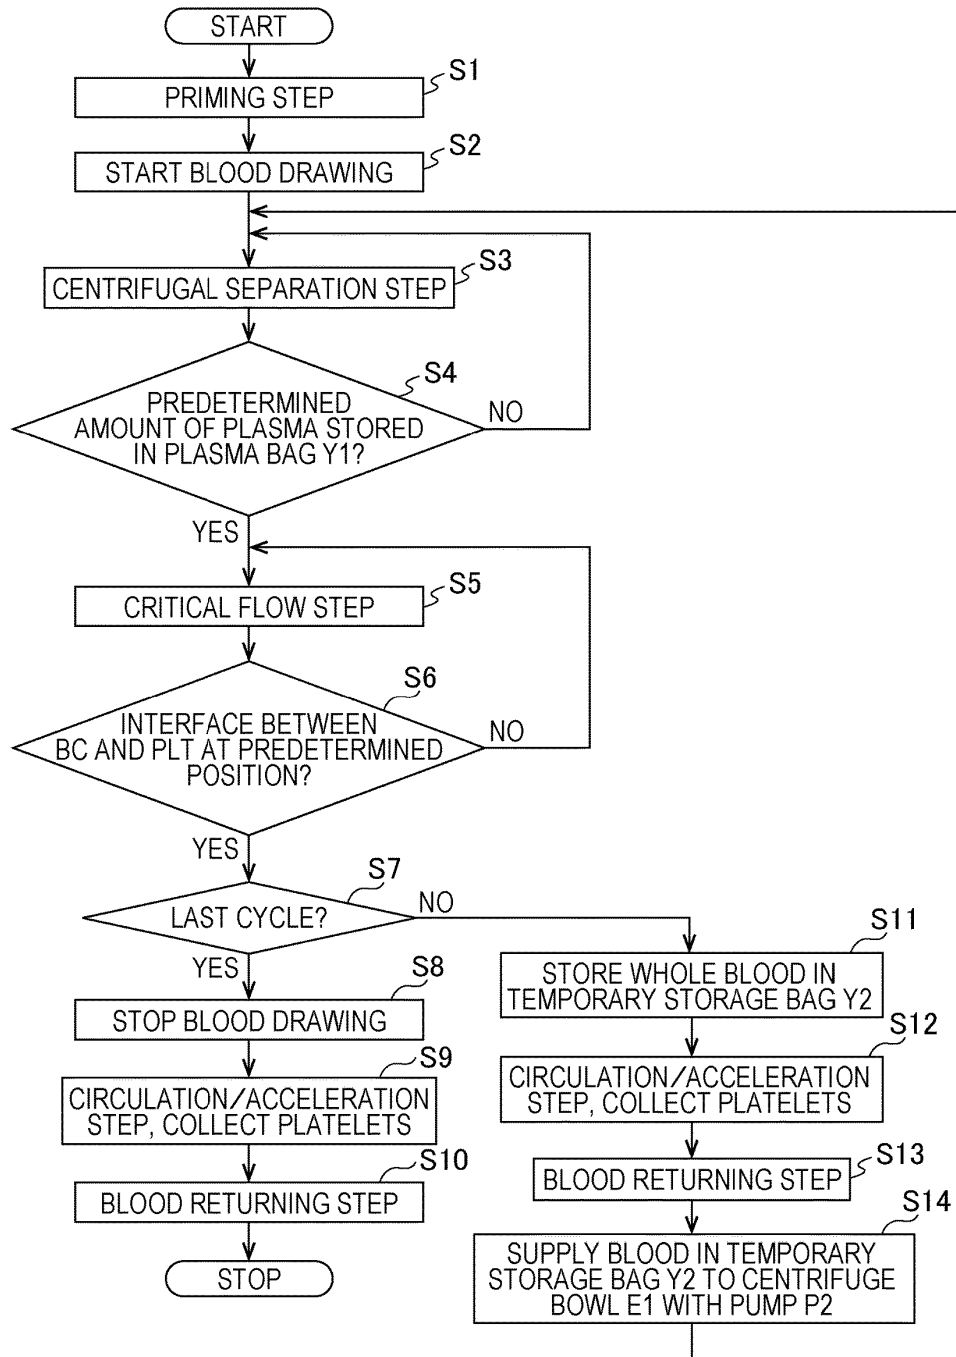 START
S1
PRIMING STEP
S2
START BLOOD DRAWING
S3
CENTRIFUGAL SEPARATION STEP
S4
PREDETERMINED
AMOUNT OF PLASMA STORED
IN PLASMA BAG Y1?
NO
YES
S5
CRITICAL FLOW STEP
S6
INTERFACE BETWEEN
BC AND PLT AT PREDETERMINED
POSITION?
NO
YES
S7
LAST CYCLE?
NO
YES
S8
STOP BLOOD DRAWING
S9
CIRCULATION/ACCELERATION
STEP, COLLECT PLATELETS
S10
BLOOD RETURNING STEP
STOP
S11
STORE WHOLE BLOOD IN
TEMPORARY STORAGE BAG Y2
S12
CIRCULATION/ACCELERATION
STEP, COLLECT PLATELETS
S13
BLOOD RETURNING STEP
S14
SUPPLY BLOOD IN TEMPORARY
STORAGE BAG Y2 TO CENTRIFUGE
BOWL E1 WITH PUMP P2